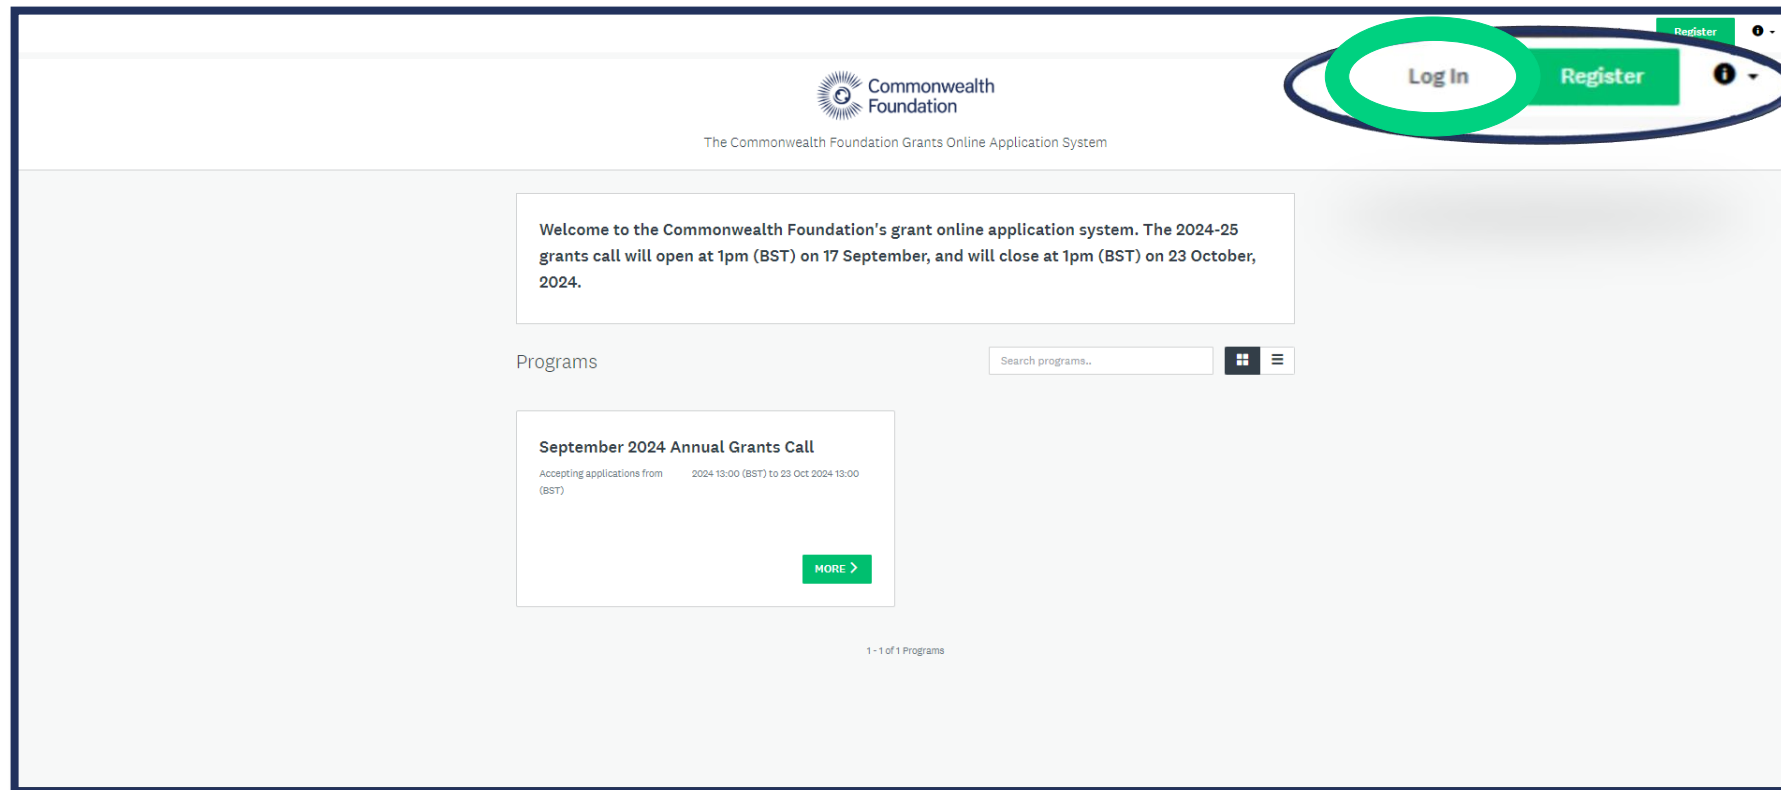 Register
Log In
Register
Commonwealth
Foundation
The Commonwealth Foundation Grants Online Application System
Welcome to the Commonwealth Foundation's grant online application system. The 2024-25
grants call will open at 1pm (BST) on 17 September, and will close at 1pm (BST) on 23 October,
2024.
Programs
Search programs..
September 2024 Annual Grants Call
Accepting applications from 2024 13:00 (BST) to 23 Oct 2024 13:00
(BST)
MORE
1 - 1 of 1 Programs